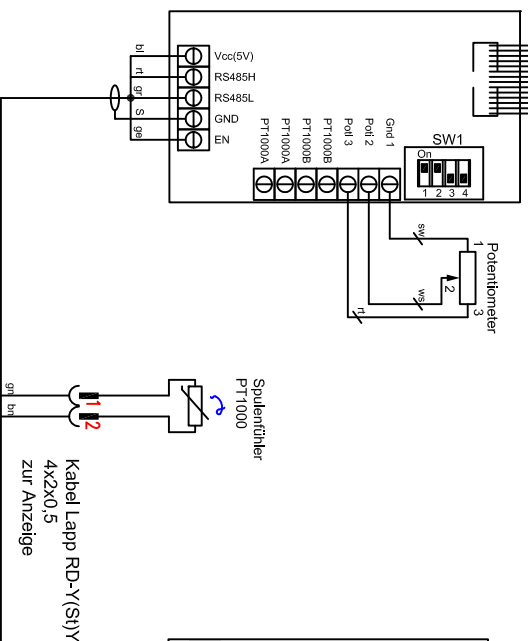 SW1
On
1 2 3 4
Vcc(5V)
RS485H
RS485L
GND
EN
bl
rt
gr
S
ge
Gnd 1
Poti 2
Poti 3
PT1000B
PT1000B
PT1000A
PT1000A
sw
ws
rt
1
2
3
Potentiometer
Spulenfühler
PT1000
1
2
gn
bn
Kabel Lapp RD-Y(St)Y
4x2x0,5
zur Anzeige